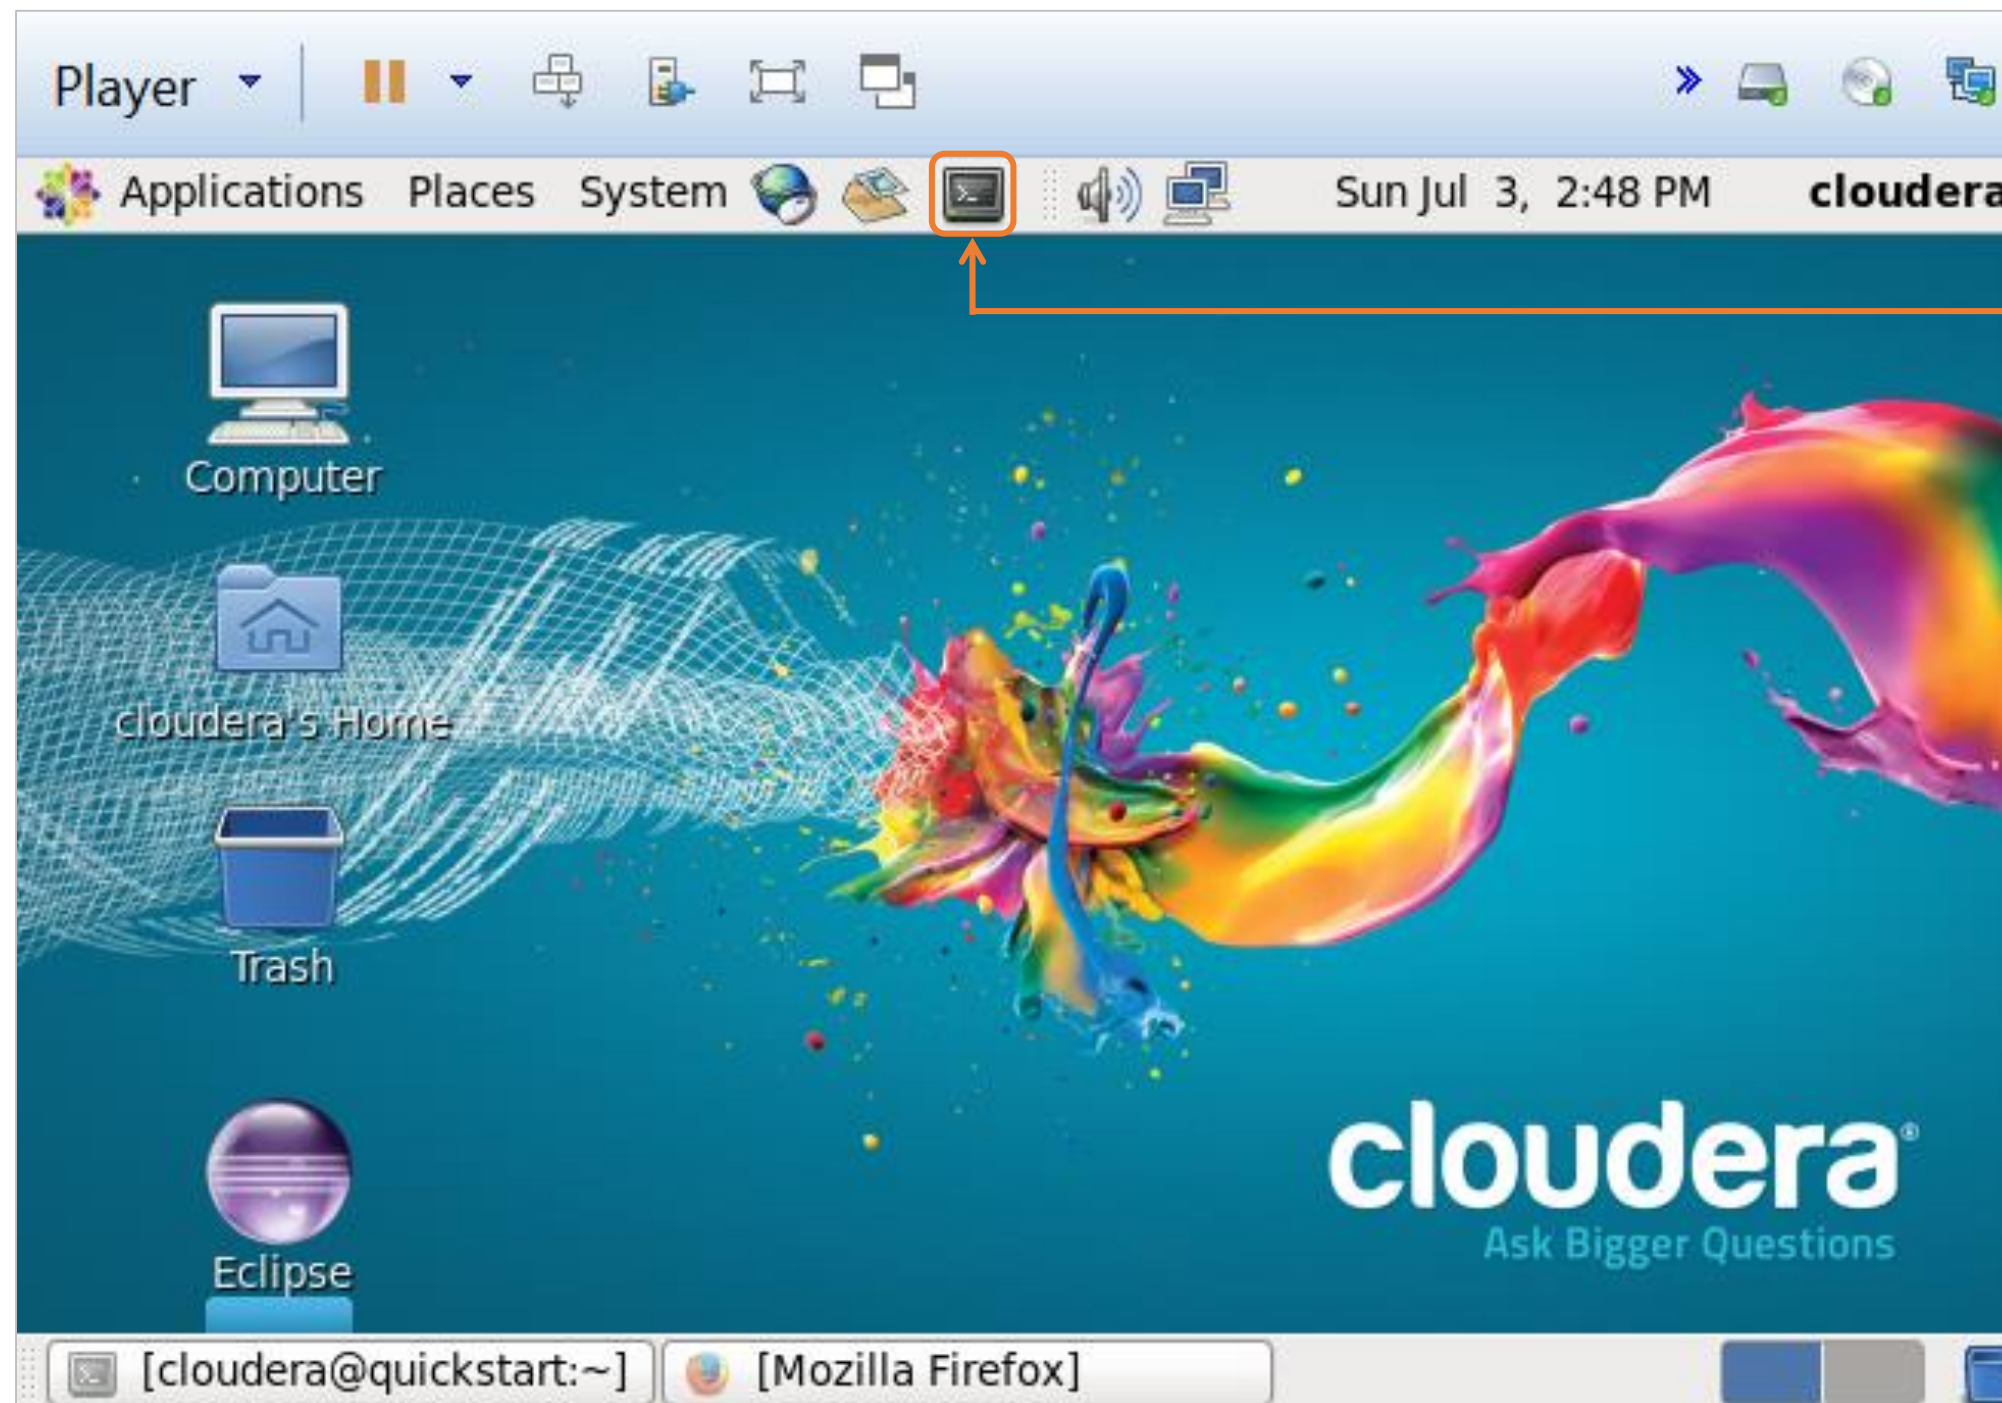 Player
Applications Places System Sun Jul 3, 2:48 PM cloudera
Computer
cloudera's Home
Trash
Eclipse
cloudera®
Ask Bigger Questions
[cloudera@quickstart:~] [Mozilla Firefox]